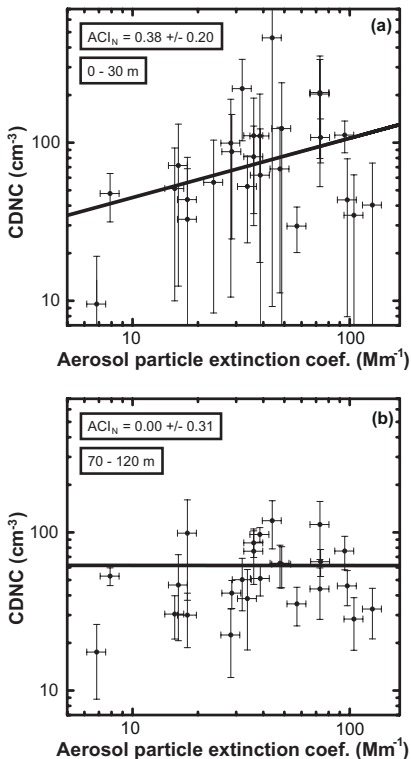 (a)
ACI_N = 0.38 +/- 0.20
0 - 30 m
CDNC (cm⁻³)
100
10
10
100
Aerosol particle extinction coef. (Mm⁻¹)
(b)
ACI_N = 0.00 +/- 0.31
70 - 120 m
CDNC (cm⁻³)
100
10
10
100
Aerosol particle extinction coef. (Mm⁻¹)